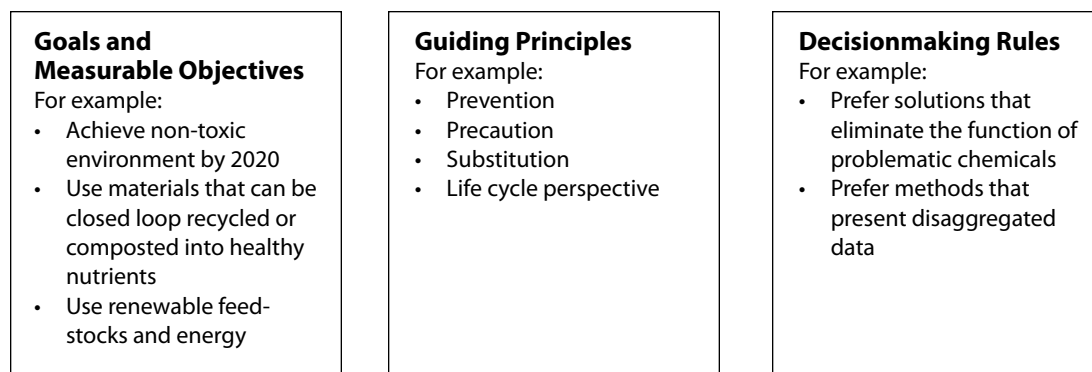 Goals and
Measurable Objectives
For example:
• Achieve non-toxic
environment by 2020
• Use materials that can be
closed loop recycled or
composted into healthy
nutrients
• Use renewable feed-
stocks and energy
Guiding Principles
For example:
• Prevention
• Precaution
• Substitution
• Life cycle perspective
Decisionmaking Rules
For example:
• Prefer solutions that
eliminate the function of
problematic chemicals
• Prefer methods that
present disaggregated
data